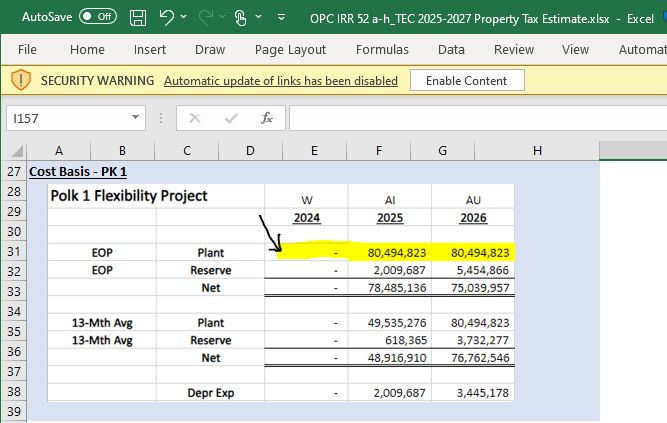 AutoSave Off OPC IRR 52 a-h_TEC 2025-2027 Property Tax Estimate.xlsx - Excel
File Home Insert Draw Page Layout Formulas Data Review View Automat
SECURITY WARNING Automatic update of links has been disabled Enable Content
I157 fx
A B C D E F G H
27 Cost Basis - PK 1
28 Polk 1 Flexibility Project W AI AU
29 2024 2025 2026
30
31 EOP Plant - 80,494,823 80,494,823
32 EOP Reserve - 2,009,687 5,454,866
33 Net - 78,485,136 75,039,957
34
35 13-Mth Avg Plant - 49,535,276 80,494,823
36 13-Mth Avg Reserve - 618,365 3,732,277
Net - 48,916,910 76,762,546
37
38 Depr Exp - 2,009,687 3,445,178
39